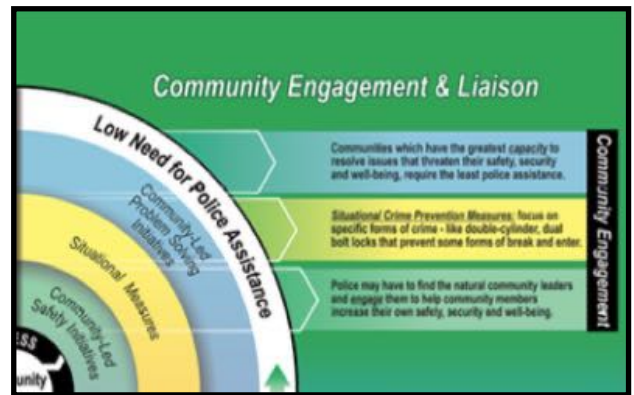 Community Engagement & Liaison
Low Need for Police Assistance
Community-Led
Problem Solving
Initiatives
Situational Measures
Community-Led
Safety Initiatives
Communities which have the greatest capacity to
resolve issues that threaten their safety, security
and well-being, require the least police assistance.
Situational Crime Prevention Measures: focus on
specific forms of crime - like double-cylinder, dual
bolt locks that prevent some forms of break and enter.
Police may have to find the natural community leaders
and engage them to help community members
increase their own safety, security and well-being.
Community Engagement